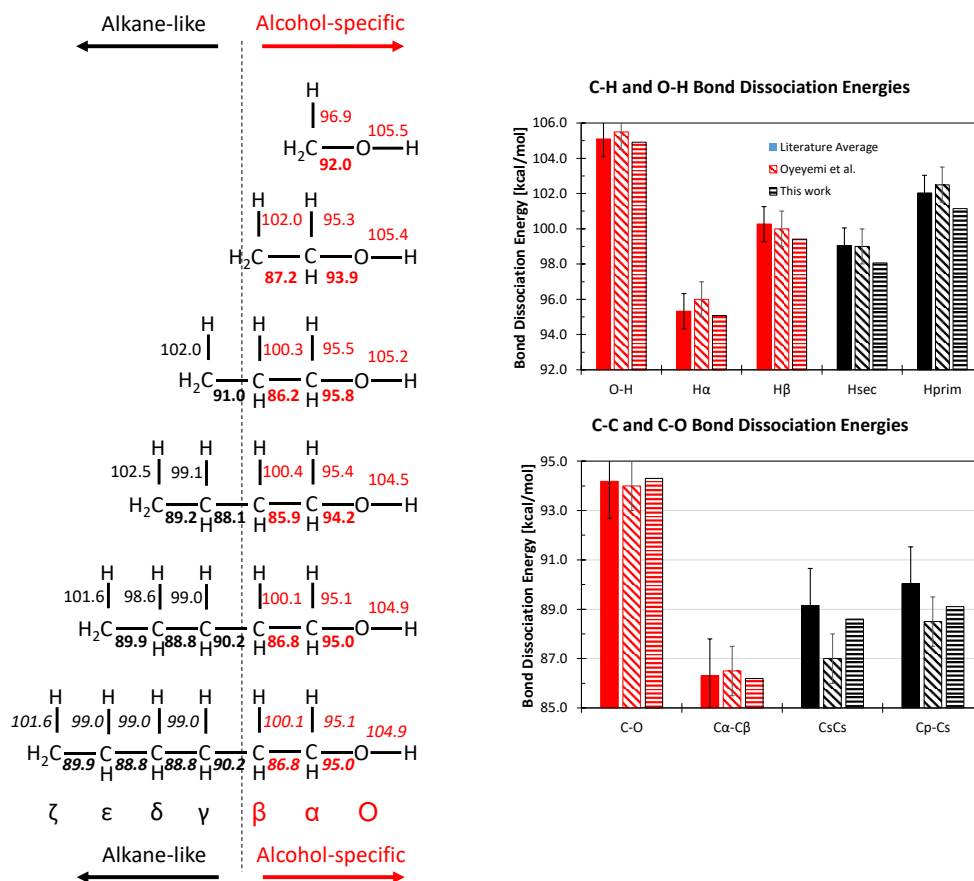 Alkane-like Alcohol-specific
H
96.9
105.5
H2C O H
92.0
H H
102.0 95.3
105.4
H2C C O H
87.2 H 93.9
H H H
102.0 100.3 95.5
105.2
H2C C C O H
91.0 H 86.2 H 95.8
H H H H
102.5 99.1 100.4 95.4
104.5
H2C C C C O H
89.2 H 88.1 H 85.9 H 94.2
H H H H H
101.6 98.6 99.0 100.1 95.1
104.9
H2C C C C C O H
89.9 H 88.8 H 90.2 H 86.8 H 95.0
H H H H H H
101.6 99.0 99.0 99.0 100.1 95.1
104.9
H2C C C C C C O H
89.9 H 88.8 H 88.8 H 90.2 H 86.8 H 95.0
ζ ε δ γ β α O
Alkane-like Alcohol-specific
C-H and O-H Bond Dissociation Energies
Bond Dissociation Energy [kcal/mol]
106.0
104.0
102.0
100.0
98.0
96.0
94.0
92.0
Literature Average
Oyeyemi et al.
This work
O-H Hα Hβ Hsec Hprim
C-C and C-O Bond Dissociation Energies
Bond Dissociation Energy [kcal/mol]
95.0
93.0
91.0
89.0
87.0
85.0
C-O Cα-Cβ CsCs Cp-Cs